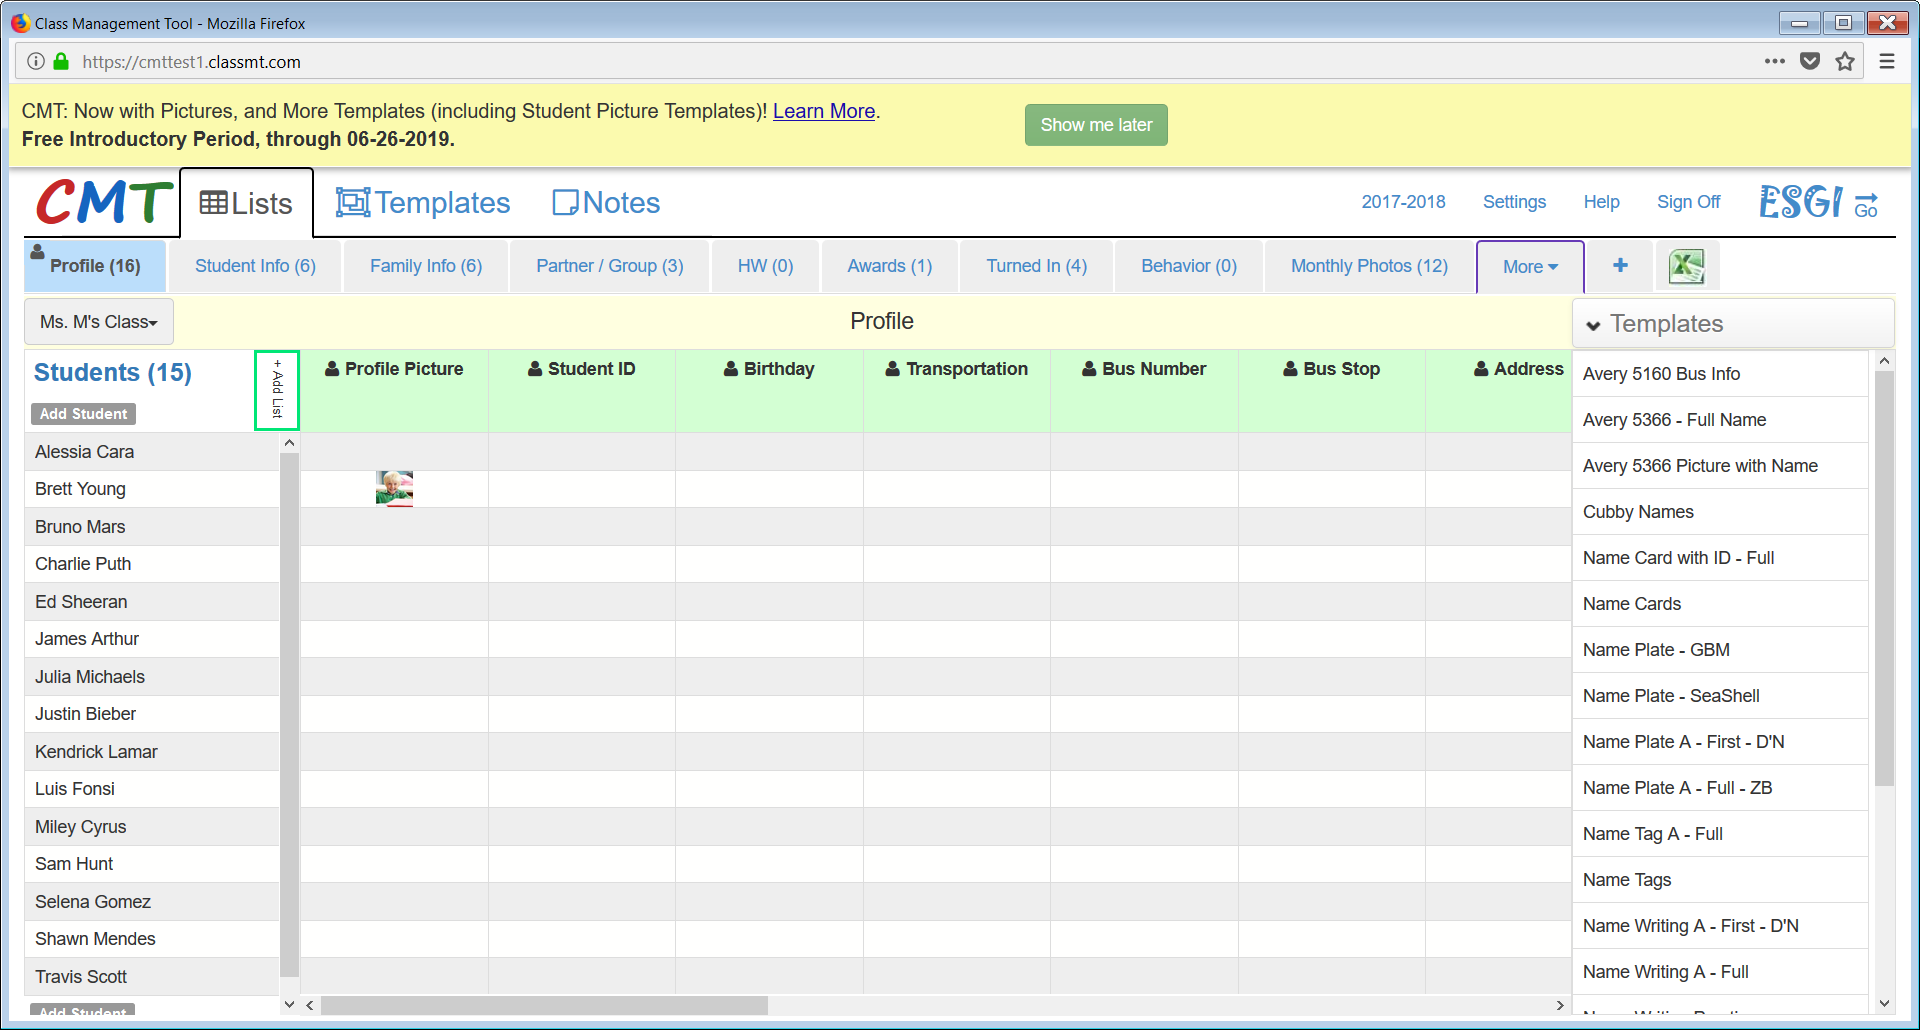 Class Management Tool - Mozilla Firefox
https://cmttest1.classmt.com
CMT: Now with Pictures, and More Templates (including Student Picture Templates)! Learn More.
Free Introductory Period, through 06-26-2019.
Show me later
CMT Lists Templates Notes
2017-2018 Settings Help Sign Off ESGI Go
Profile (16) Student Info (6) Family Info (6) Partner / Group (3) HW (0) Awards (1) Turned In (4) Behavior (0) Monthly Photos (12) More +
Ms. M's Class
Profile
Templates
Students (15)
Add Student
+ Add List
Profile Picture Student ID Birthday Transportation Bus Number Bus Stop Address
Alessia Cara
Brett Young
Bruno Mars
Charlie Puth
Ed Sheeran
James Arthur
Julia Michaels
Justin Bieber
Kendrick Lamar
Luis Fonsi
Miley Cyrus
Sam Hunt
Selena Gomez
Shawn Mendes
Travis Scott
Add Student
Avery 5160 Bus Info
Avery 5366 - Full Name
Avery 5366 Picture with Name
Cubby Names
Name Card with ID - Full
Name Cards
Name Plate - GBM
Name Plate - SeaShell
Name Plate A - First - D'N
Name Plate A - Full - ZB
Name Tag A - Full
Name Tags
Name Writing A - First - D'N
Name Writing A - Full